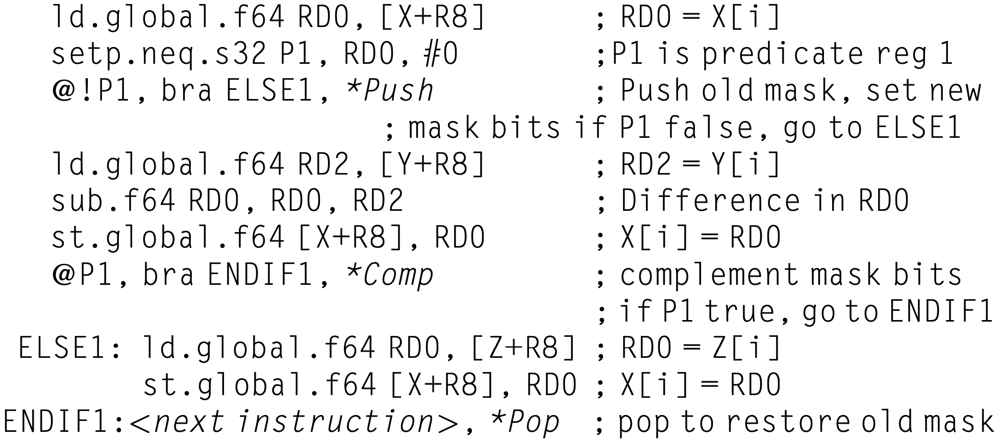 ld.global.f64 RD0, [X+R8] ; RD0 = X[i]
setp.neq.s32 P1, RD0, #0 ;P1 is predicate reg 1
@!P1, bra ELSE1, *Push ; Push old mask, set new
; mask bits if P1 false, go to ELSE1
ld.global.f64 RD2, [Y+R8] ; RD2 = Y[i]
sub.f64 RD0, RD0, RD2 ; Difference in RD0
st.global.f64 [X+R8], RD0 ; X[i] = RD0
@P1, bra ENDIF1, *Comp ; complement mask bits
; if P1 true, go to ENDIF1
ELSE1: ld.global.f64 RD0, [Z+R8] ; RD0 = Z[i]
st.global.f64 [X+R8], RD0 ; X[i] = RD0
ENDIF1:<next instruction>, *Pop ; pop to restore old mask